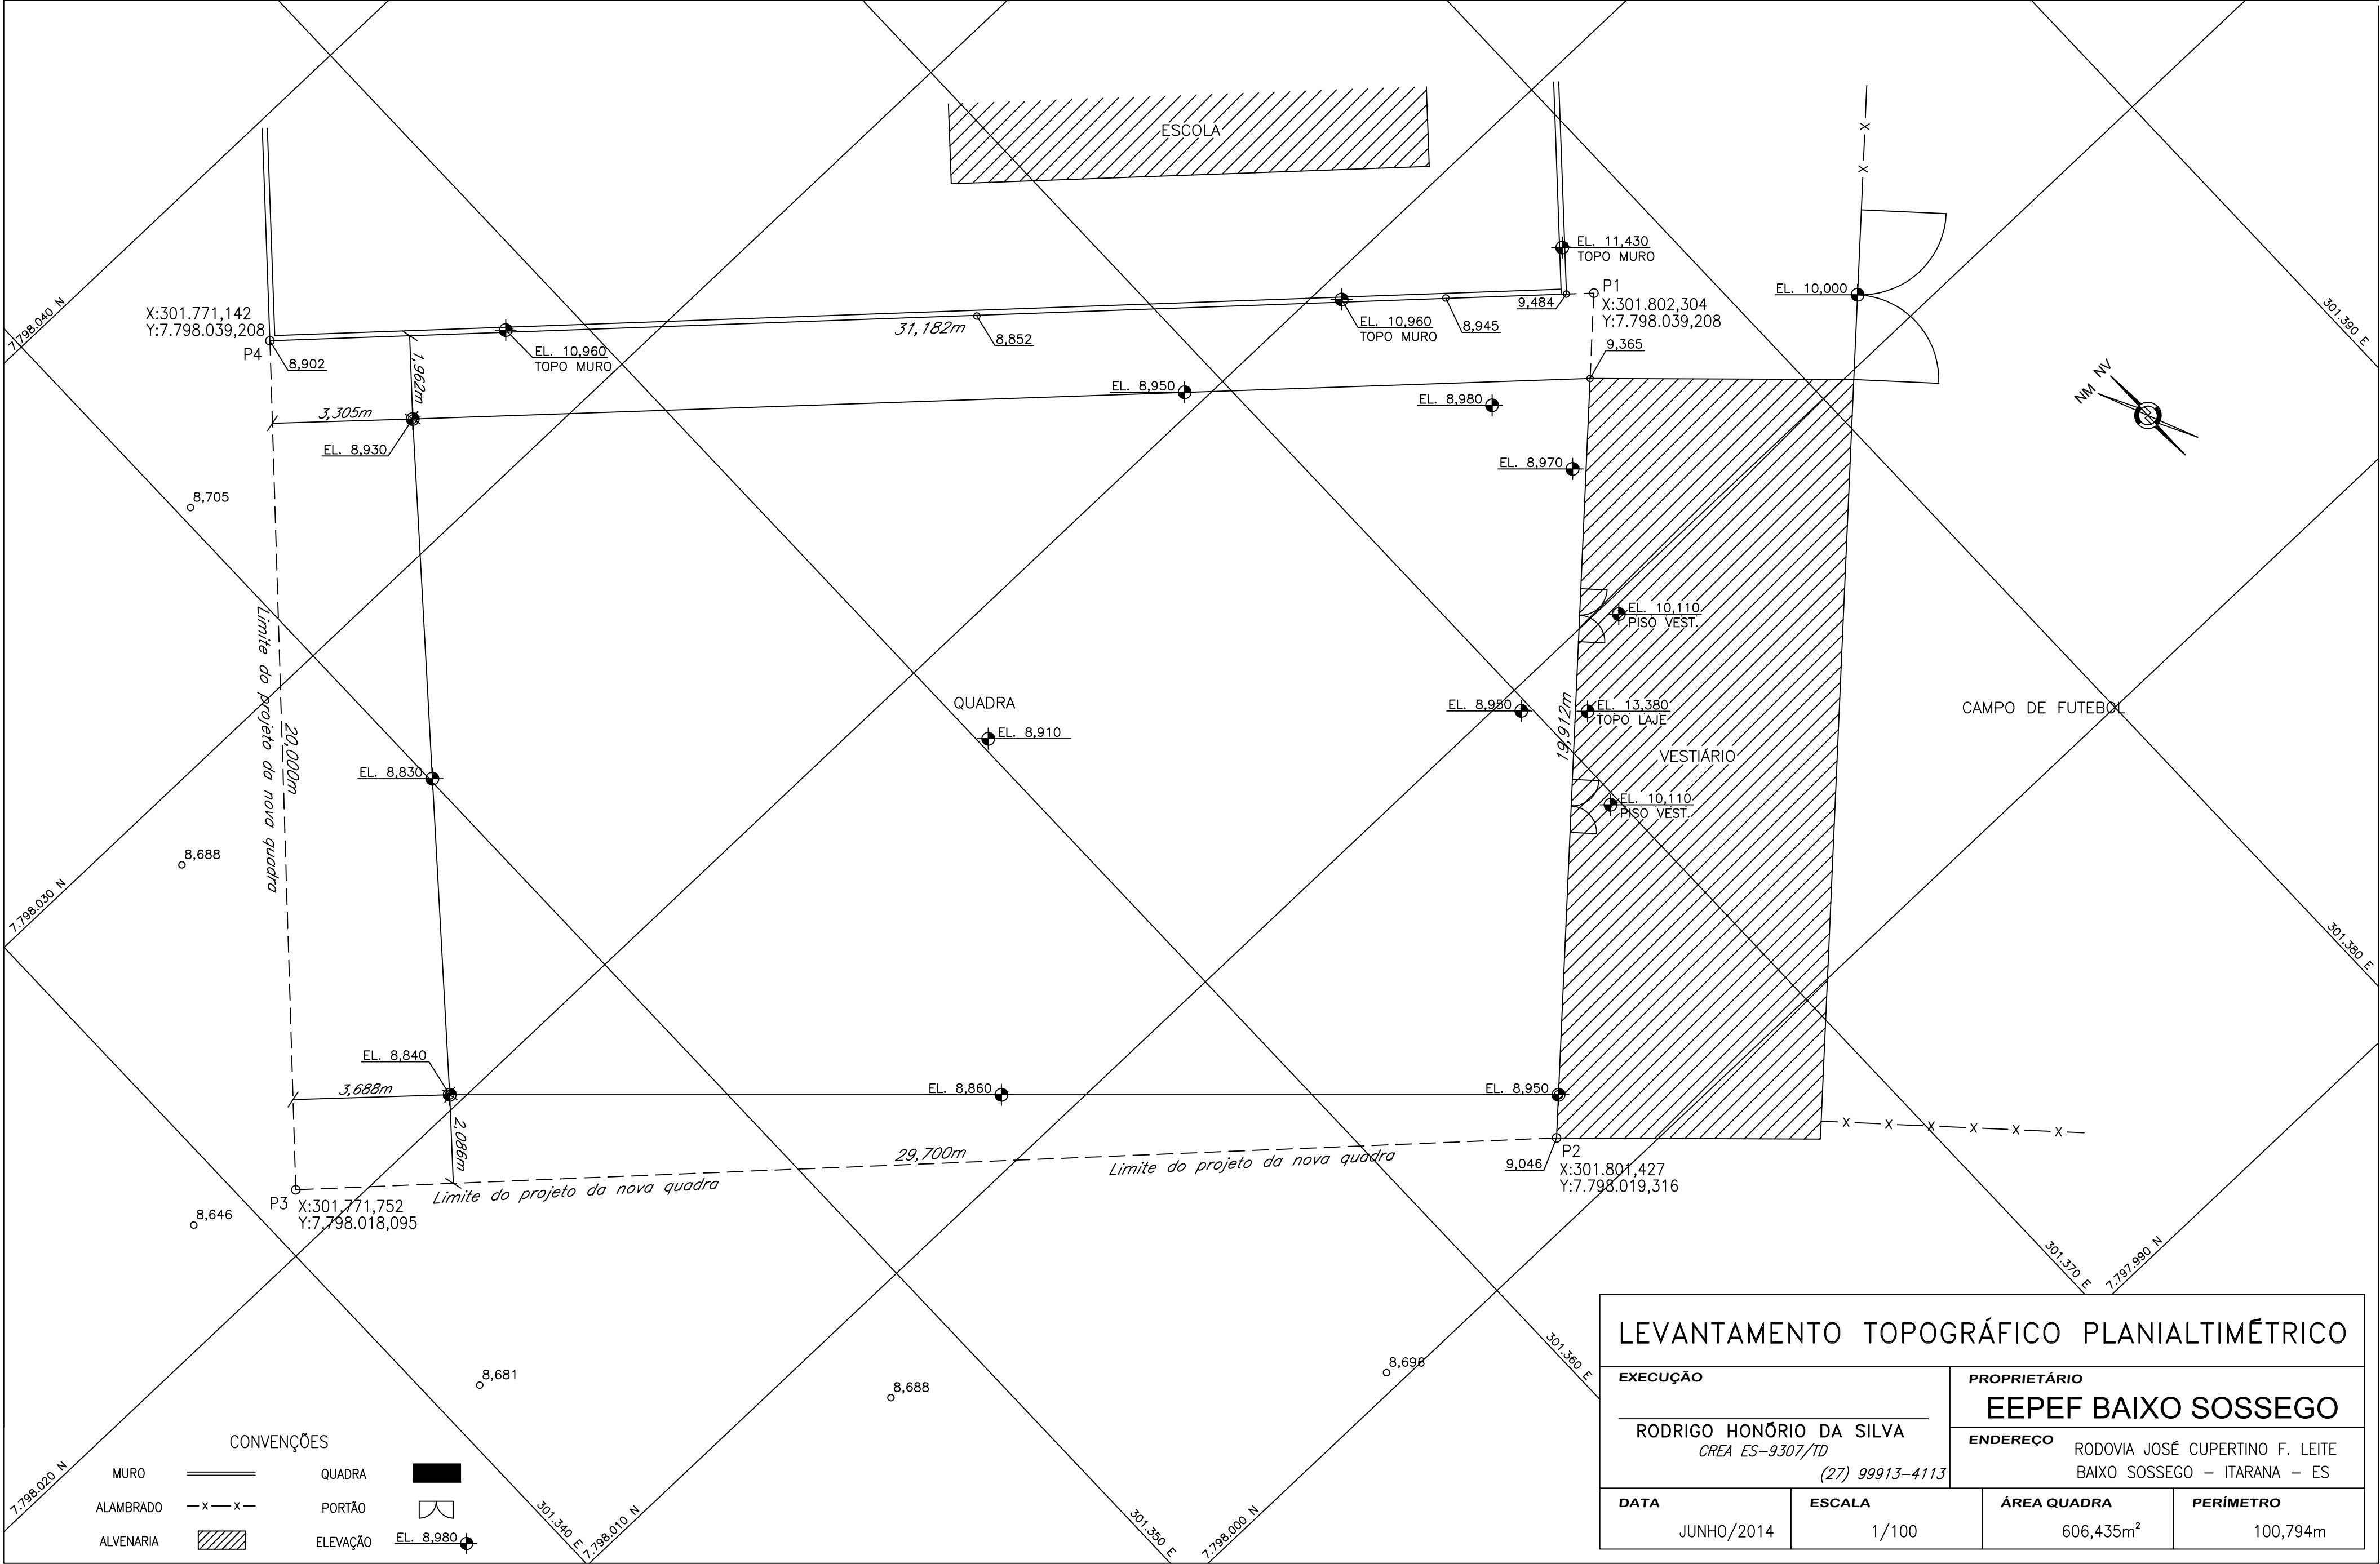 ESCOLA
EL. 11,430
TOPO MURO
P1
X:301.802,304
Y:7.798.039,208
EL. 10,000
9,484
X:301.771,142
Y:7.798.039,208
P4
8,902
EL. 10,960
TOPO MURO
31,182m
8,852
EL. 10,960
TOPO MURO
8,945
9,365
7.798.040 N
301.390 E
NM NV
1,962m
3,305m
EL. 8,930
EL. 8,950
EL. 8,980
EL. 8,970
8,705
Limite do projeto da nova quadra
20,000m
EL. 10,110
PISO VEST.
QUADRA
EL. 8,910
EL. 8,950
EL. 13,380
TOPO LAJE
19,912m
VESTIÁRIO
CAMPO DE FUTEBOL
EL. 8,830
EL. 10,110
PISO VEST.
8,688
7.798.030 N
301.380 E
EL. 8,840
3,688m
EL. 8,860
EL. 8,950
2,086m
29,700m
Limite do projeto da nova quadra
Limite do projeto da nova quadra
9,046
P2
X:301.801,427
Y:7.798.019,316
P3
X:301.771,752
Y:7.798.018,095
8,646
301.370 E
7.797.990 N
8,681
8,688
8,696
301.360 E
7.798.020 N
301.340 E
7.798.010 N
301.350 E
7.798.000 N
CONVENÇÕES
MURO
QUADRA
ALAMBRADO
PORTÃO
ALVENARIA
ELEVAÇÃO
EL. 8,980
LEVANTAMENTO TOPOGRÁFICO PLANIALTIMÉTRICO
EXECUÇÃO
RODRIGO HONÓRIO DA SILVA
CREA ES-9307/TD
(27) 99913-4113
PROPRIETÁRIO
EEPEF BAIXO SOSSEGO
ENDEREÇO
RODOVIA JOSÉ CUPERTINO F. LEITE
BAIXO SOSSEGO - ITARANA - ES
DATA
JUNHO/2014
ESCALA
1/100
ÁREA QUADRA
606,435m²
PERÍMETRO
100,794m